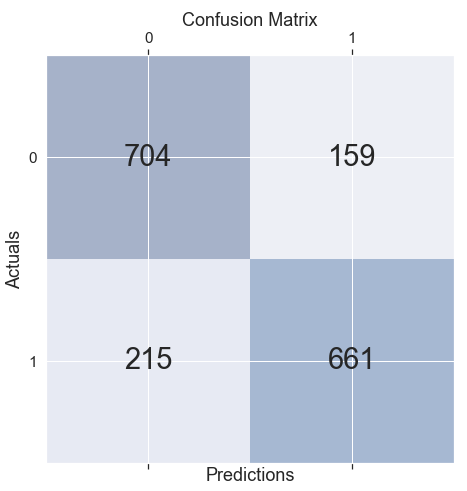 Confusion Matrix
0 1
0 704 159
Actuals
1 215 661
Predictions